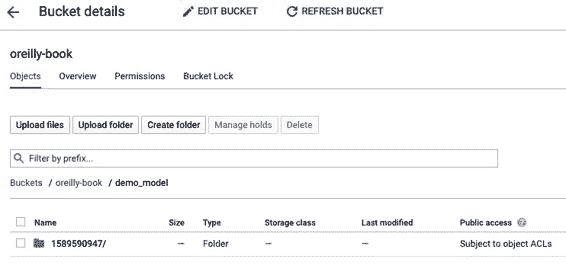 Bucket details EDIT BUCKET REFRESH BUCKET
oreilly-book
Objects Overview Permissions Bucket Lock
Upload files Upload folder Create folder Manage holds Delete
Filter by prefix...
Buckets / oreilly-book / demo_model
Name Size Type Storage class Last modified Public access
1589590947/ — Folder — — Subject to object ACLs